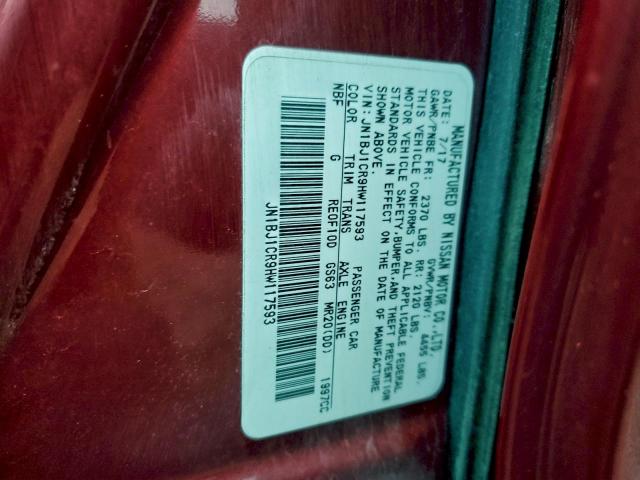 MANUFACTURED BY NISSAN MOTOR CO.,LTD.
DATE: 7/17 GVWR/PNBV: 4455 LBS.
GAWR/PNBE FR: 2370 LBS. RR: 2120 LBS.
THIS VEHICLE CONFORMS TO ALL APPLICABLE FEDERAL
MOTOR VEHICLE SAFETY,BUMPER,AND THEFT PREVENTION
STANDARDS IN EFFECT ON THE DATE OF MANUFACTURE
SHOWN ABOVE.
VIN: JN1BJ1CR9HW117593 PASSENGER CAR
COLOR TRIM TRANS AXLE ENGINE
NBF G RE0F10D GS63 MR20(DD) 1997CC
JN1BJ1CR9HW117593